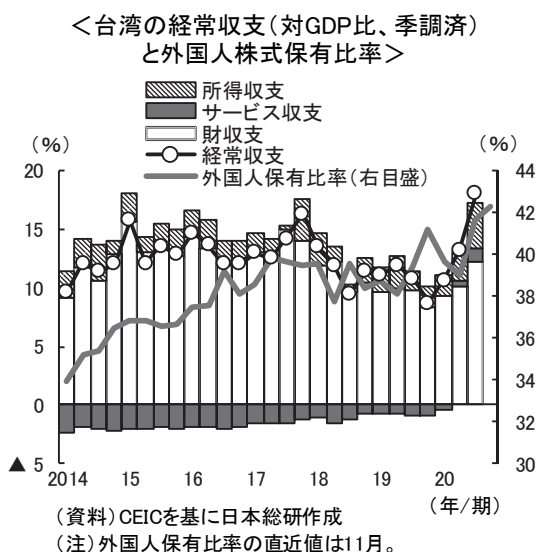 ＜台湾の経常収支（対GDP比、季調済）
と外国人株式保有比率＞
所得収支
サービス収支
財収支
経常収支
外国人保有比率（右目盛）
（%）
（%）
20
15
10
5
0
▲ 5
44
42
40
38
36
34
32
30
2014
15
16
17
18
19
20
（年/期）
（資料）CEICを基に日本総研作成
（注）外国人保有比率の直近値は11月。